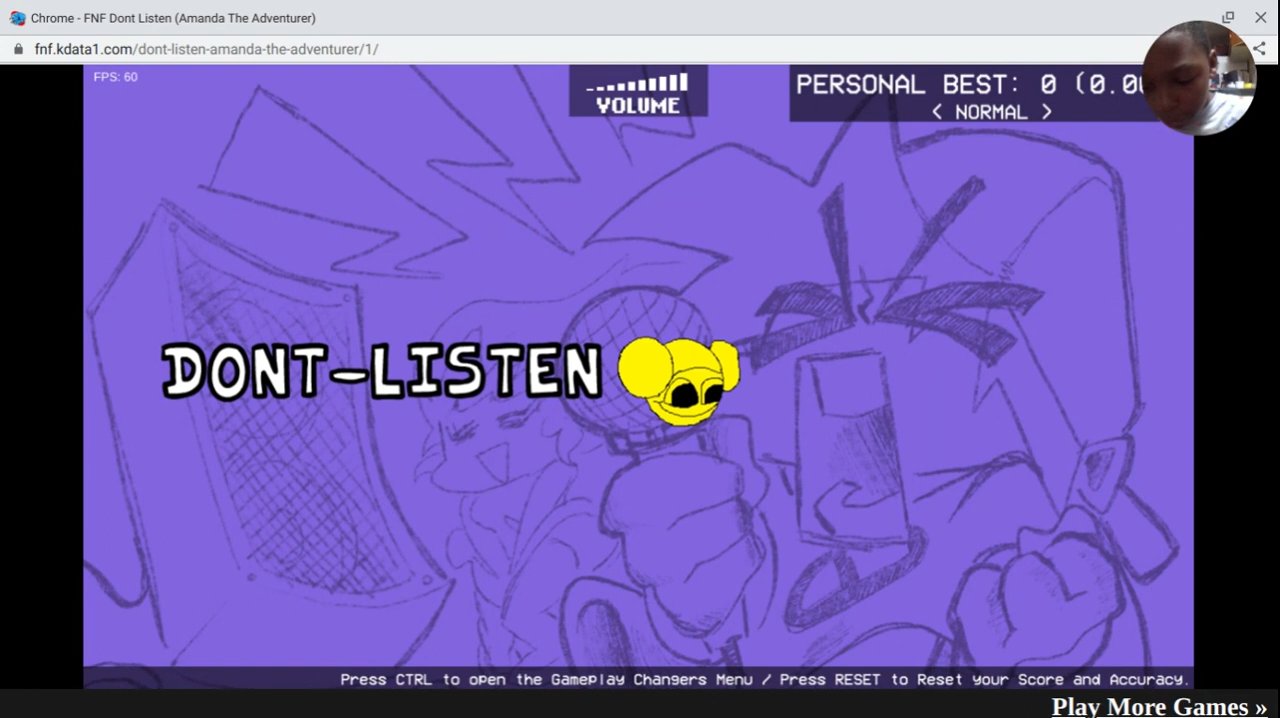 Chrome - FNF Dont Listen (Amanda The Adventurer)
fnf.kdata1.com/dont-listen-amanda-the-adventurer/1/
FPS: 60
VOLUME
PERSONAL BEST: 0 (0.0
< NORMAL >
DONT-LISTEN
Press CTRL to open the Gameplay Changers Menu / Press RESET to Reset your Score and Accuracy.
Play More Games »